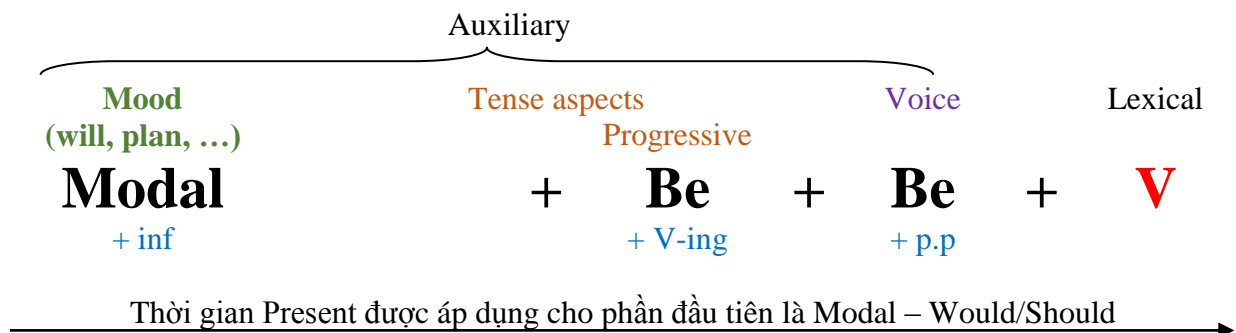 Auxiliary
Mood Tense aspects Voice Lexical
(will, plan, …) Progressive
Modal + Be + Be + V
+ inf + V-ing + p.p
Thời gian Present được áp dụng cho phần đầu tiên là Modal – Would/Should